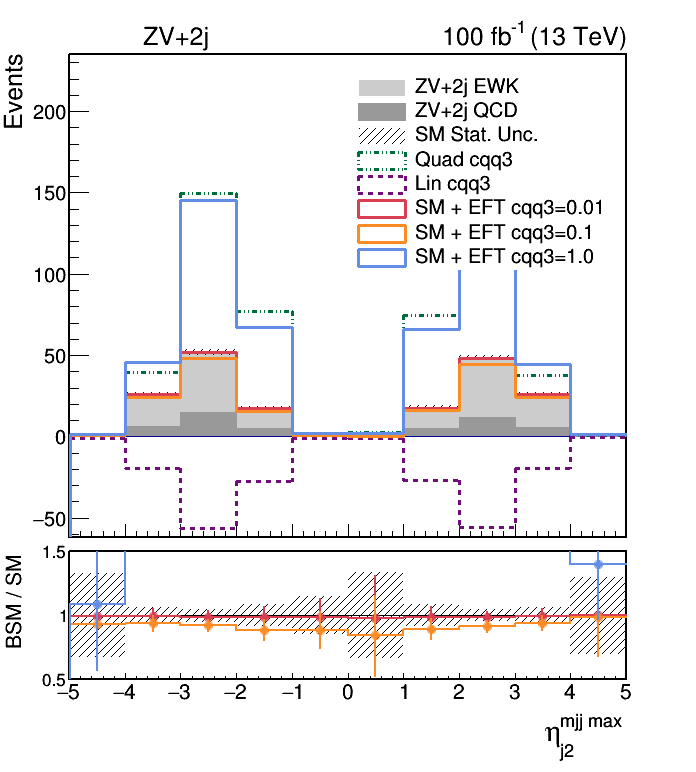 ZV+2j 100 fb-1 (13 TeV)
Events
200
150
100
50
0
−50
ZV+2j EWK
ZV+2j QCD
SM Stat. Unc.
Quad cqq3
Lin cqq3
SM + EFT cqq3=0.01
SM + EFT cqq3=0.1
SM + EFT cqq3=1.0
BSM / SM
1.5
1
0.5
−5 −4 −3 −2 −1 0 1 2 3 4 5
η j2 mjj max